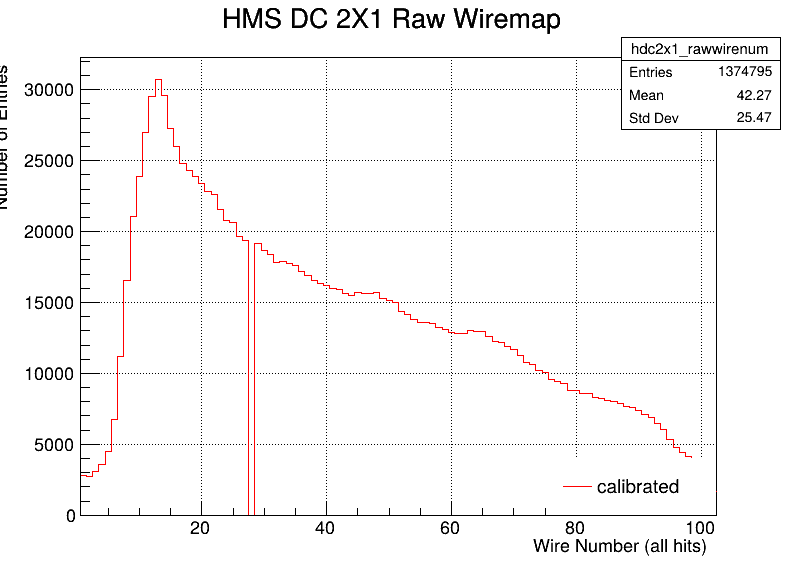 HMS DC 2X1 Raw Wiremap
hdc2x1_rawwirenum
Entries 1374795
Mean 42.27
Std Dev 25.47
Number of Entries
30000
25000
20000
15000
10000
5000
0
20 40 60 80 100
calibrated
Wire Number (all hits)